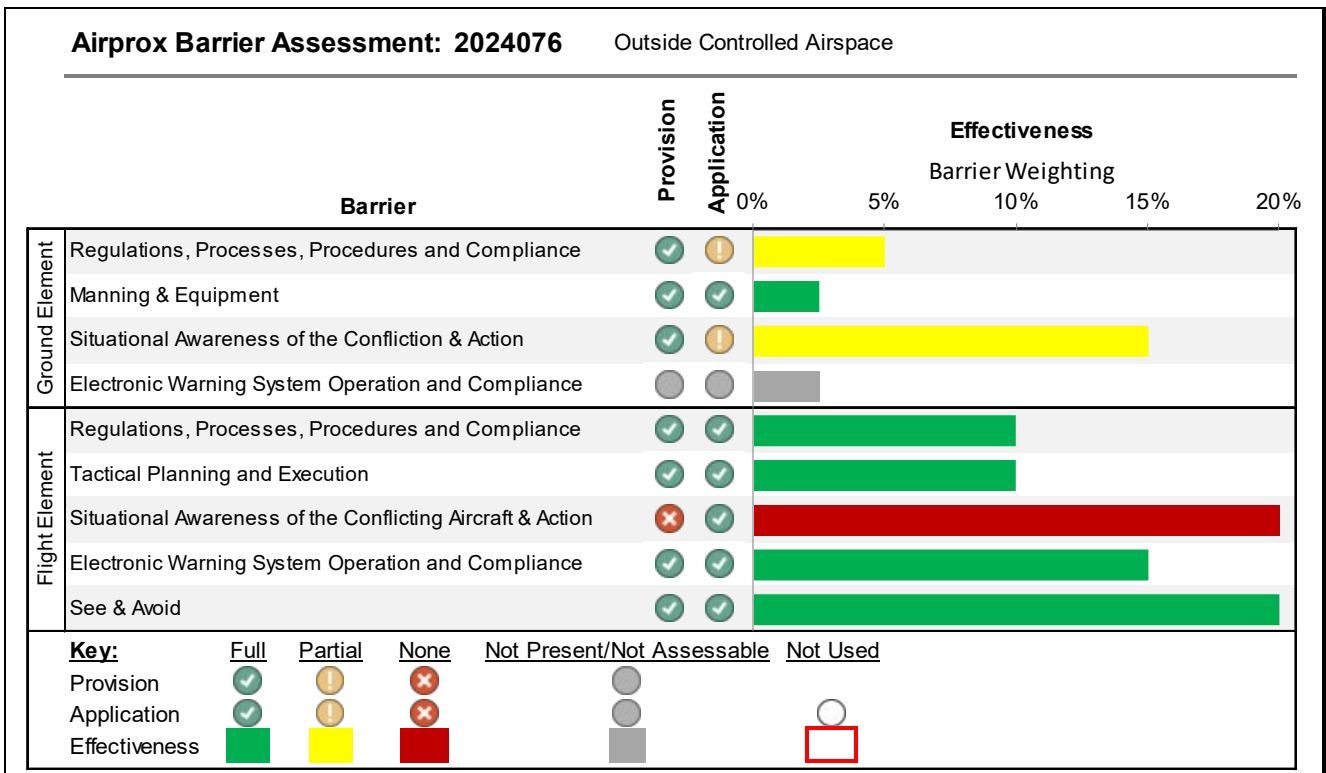 Airprox Barrier Assessment: 2024076 Outside Controlled Airspace
Provision
Application
Effectiveness
Barrier Weighting
Barrier
0% 5% 10% 15% 20%
Ground Element
Regulations, Processes, Procedures and Compliance
Manning & Equipment
Situational Awareness of the Confliction & Action
Electronic Warning System Operation and Compliance
Flight Element
Regulations, Processes, Procedures and Compliance
Tactical Planning and Execution
Situational Awareness of the Conflicting Aircraft & Action
Electronic Warning System Operation and Compliance
See & Avoid
Key: Full Partial None Not Present/Not Assessable Not Used
Provision
Application
Effectiveness